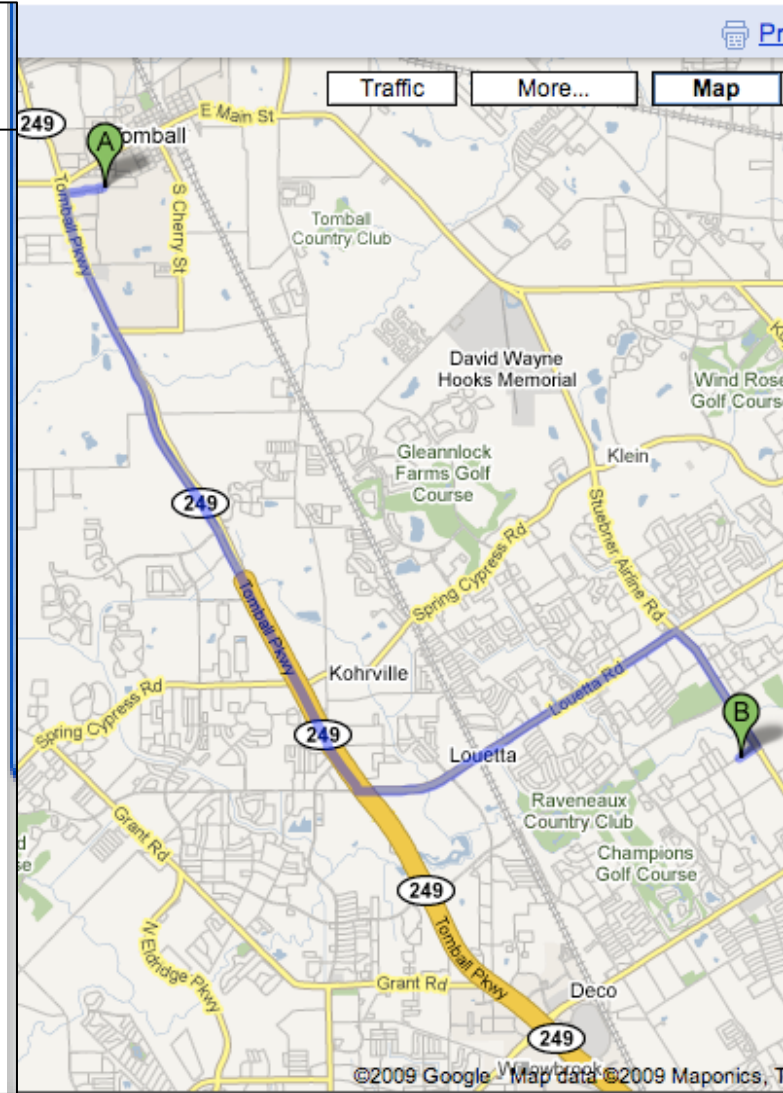 Pr
Traffic
More...
Map
249
E Main St
Tomball
Tomball Pkwy
S Cherry St
Tomball
Country Club
David Wayne
Hooks Memorial
Wind Rose
Golf Course
Gleannlock
Farms Golf
Course
Klein
249
Stuebner Airline Rd
Spring Cypress Rd
Tomball Pkwy
Kohrville
Louetta Rd
Spring Cypress Rd
A
B
249
Louetta
Raveneaux
Country Club
Grant Rd
Champions
Golf Course
249
N Eldridge Pkwy
Tomball Pkwy
Grant Rd
Deco
249
Willowbrook
©2009 Google - Map data ©2009 Maponics, T